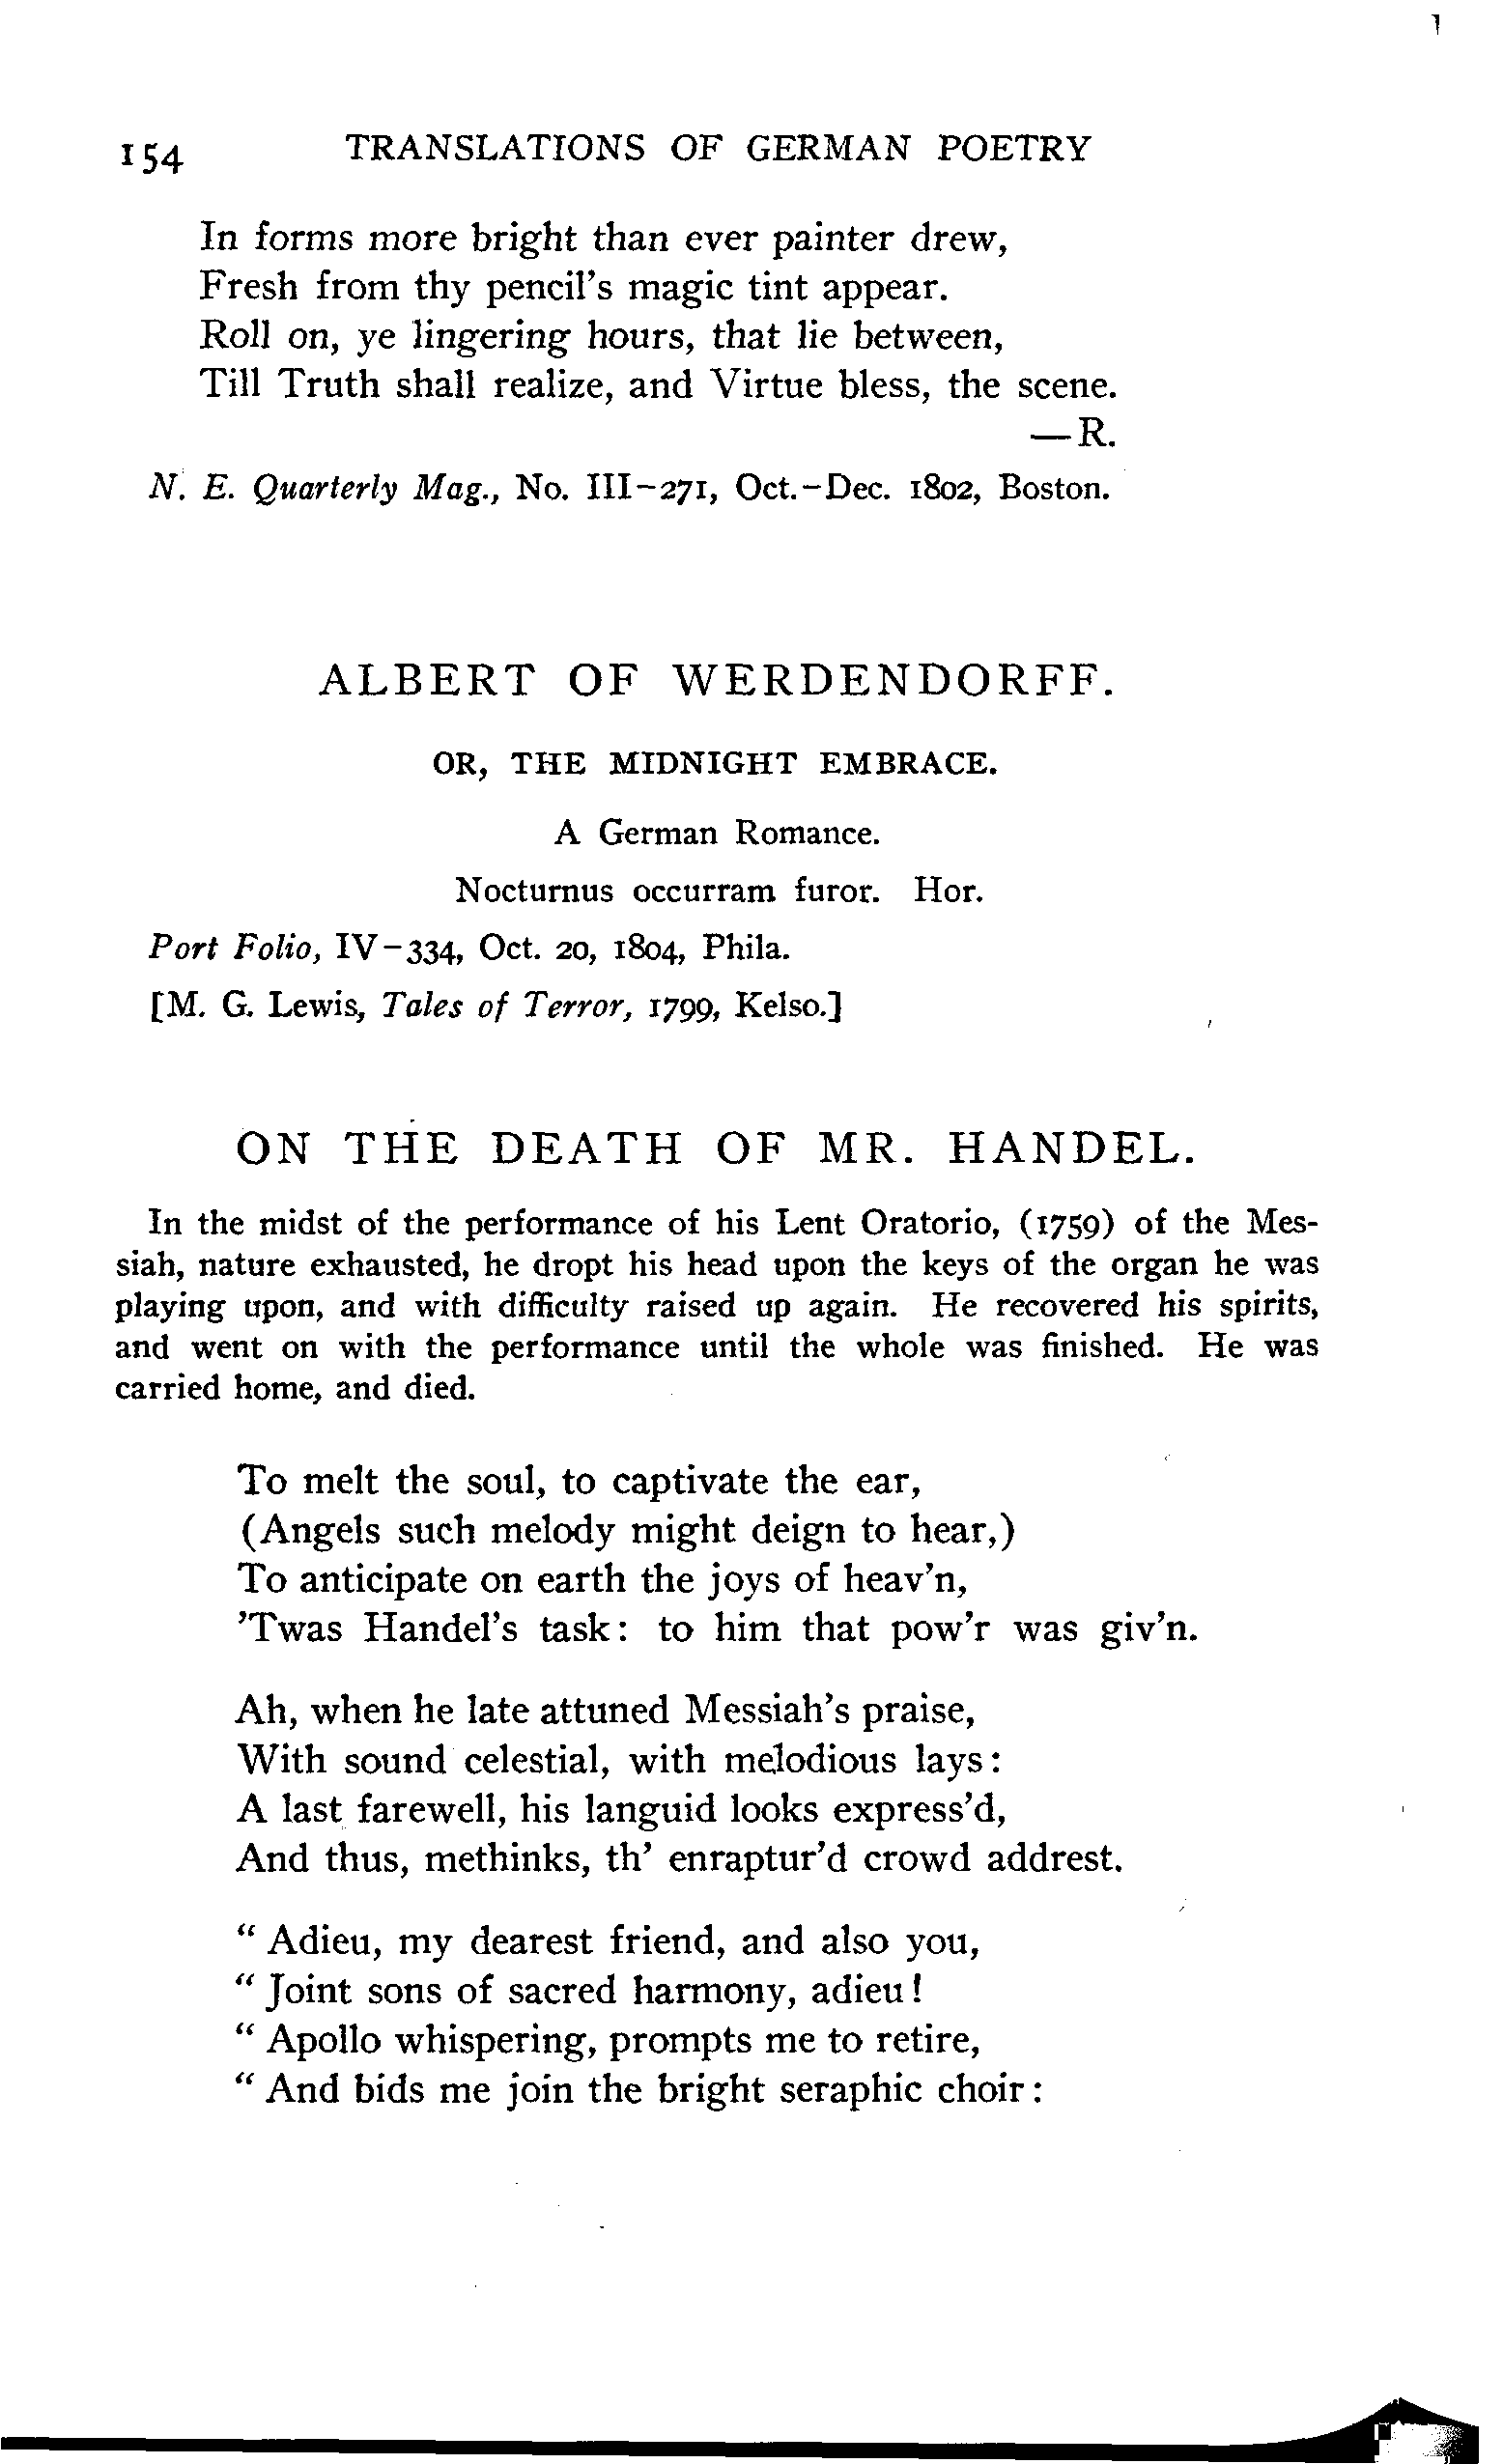 154 TRANSLATIONS OF GERMAN POETRY
In forms more bright than ever painter drew,
Fresh from thy pencil's magic tint appear.
Roll on, ye lingering hours, that lie between,
Till Truth shall realize, and Virtue bless, the scene.
—R.
N. E. Quarterly Mag., No. III-271, Oct.-Dec. 1802, Boston.
ALBERT OF WERDENDORFF.
OR, THE MIDNIGHT EMBRACE.
A German Romance.
Nocturnus occurram furor. Hor.
Port Folio, IV-334, Oct. 20, 1804, Phila.
[M. G. Lewis, Tales of Terror, 1799, Kelso.]
ON THE DEATH OF MR. HANDEL.
In the midst of the performance of his Lent Oratorio, (1759) of the Mes-
siah, nature exhausted, he dropt his head upon the keys of the organ he was
playing upon, and with difficulty raised up again. He recovered his spirits,
and went on with the performance until the whole was finished. He was
carried home, and died.
To melt the soul, to captivate the ear,
(Angels such melody might deign to hear,)
To anticipate on earth the joys of heav'n,
'Twas Handel's task: to him that pow'r was giv'n.
Ah, when he late attuned Messiah's praise,
With sound celestial, with melodious lays:
A last farewell, his languid looks express'd,
And thus, methinks, th' enraptur'd crowd addrest.
" Adieu, my dearest friend, and also you,
" Joint sons of sacred harmony, adieu!
" Apollo whispering, prompts me to retire,
" And bids me join the bright seraphic choir: